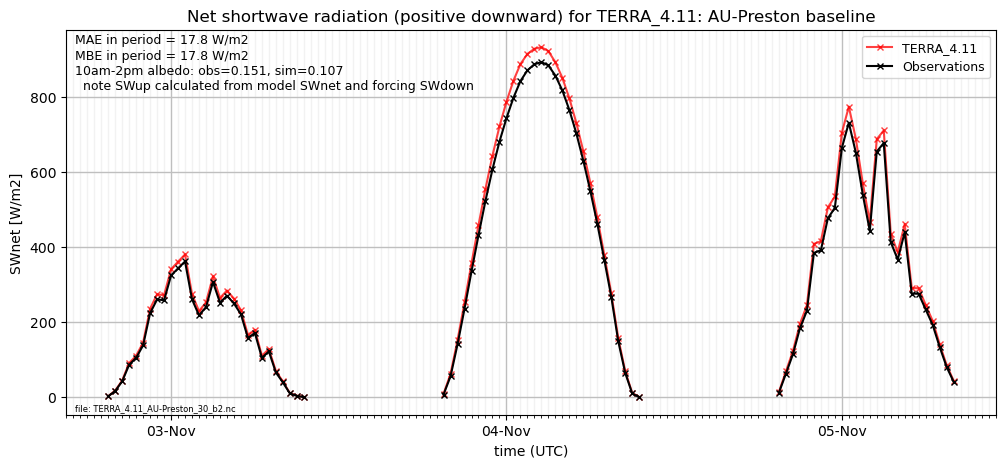 Net shortwave radiation (positive downward) for TERRA_4.11: AU-Preston baseline
MAE in period = 17.8 W/m2
MBE in period = 17.8 W/m2
10am-2pm albedo: obs=0.151, sim=0.107
note SWup calculated from model SWnet and forcing SWdown
TERRA_4.11
Observations
SWnet [W/m2]
800
600
400
200
0
file: TERRA_4.11_AU-Preston_30_b2.nc
03-Nov
04-Nov
05-Nov
time (UTC)